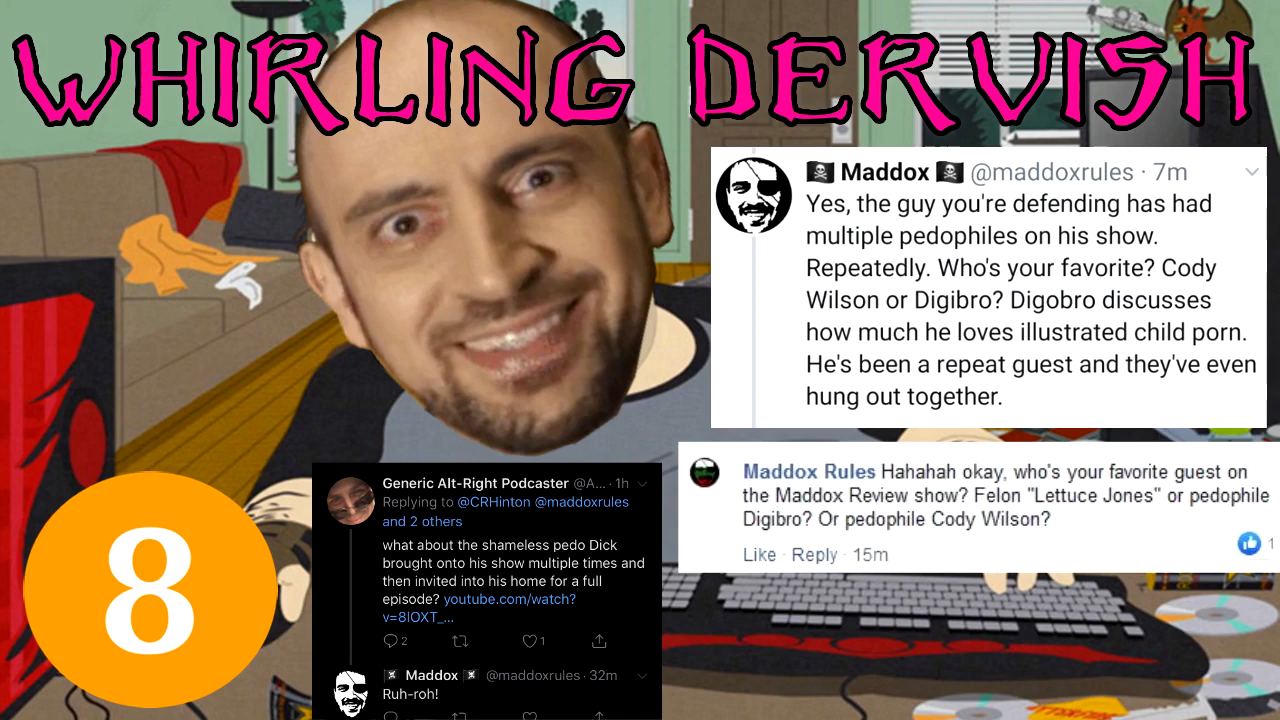 WHIRLING DERVISH
Maddox @maddoxrules · 7m
Yes, the guy you're defending has had
multiple pedophiles on his show.
Repeatedly. Who's your favorite? Cody
Wilson or Digibro? Digobro discusses
how much he loves illustrated child porn.
He's been a repeat guest and they've even
hung out together.
Maddox Rules Hahahah okay, who's your favorite guest on
the Maddox Review show? Felon "Lettuce Jones" or pedophile
Digibro? Or pedophile Cody Wilson?
Like · Reply · 15m
1
8
Generic Alt-Right Podcaster @A... · 1h
Replying to @CRHinton @maddoxrules
and 2 others
what about the shameless pedo Dick
brought onto his show multiple times and
then invited into his home for a full
episode? youtube.com/watch?
v=8lOXT_...
2 1
Maddox @maddoxrules · 32m
Ruh-roh!